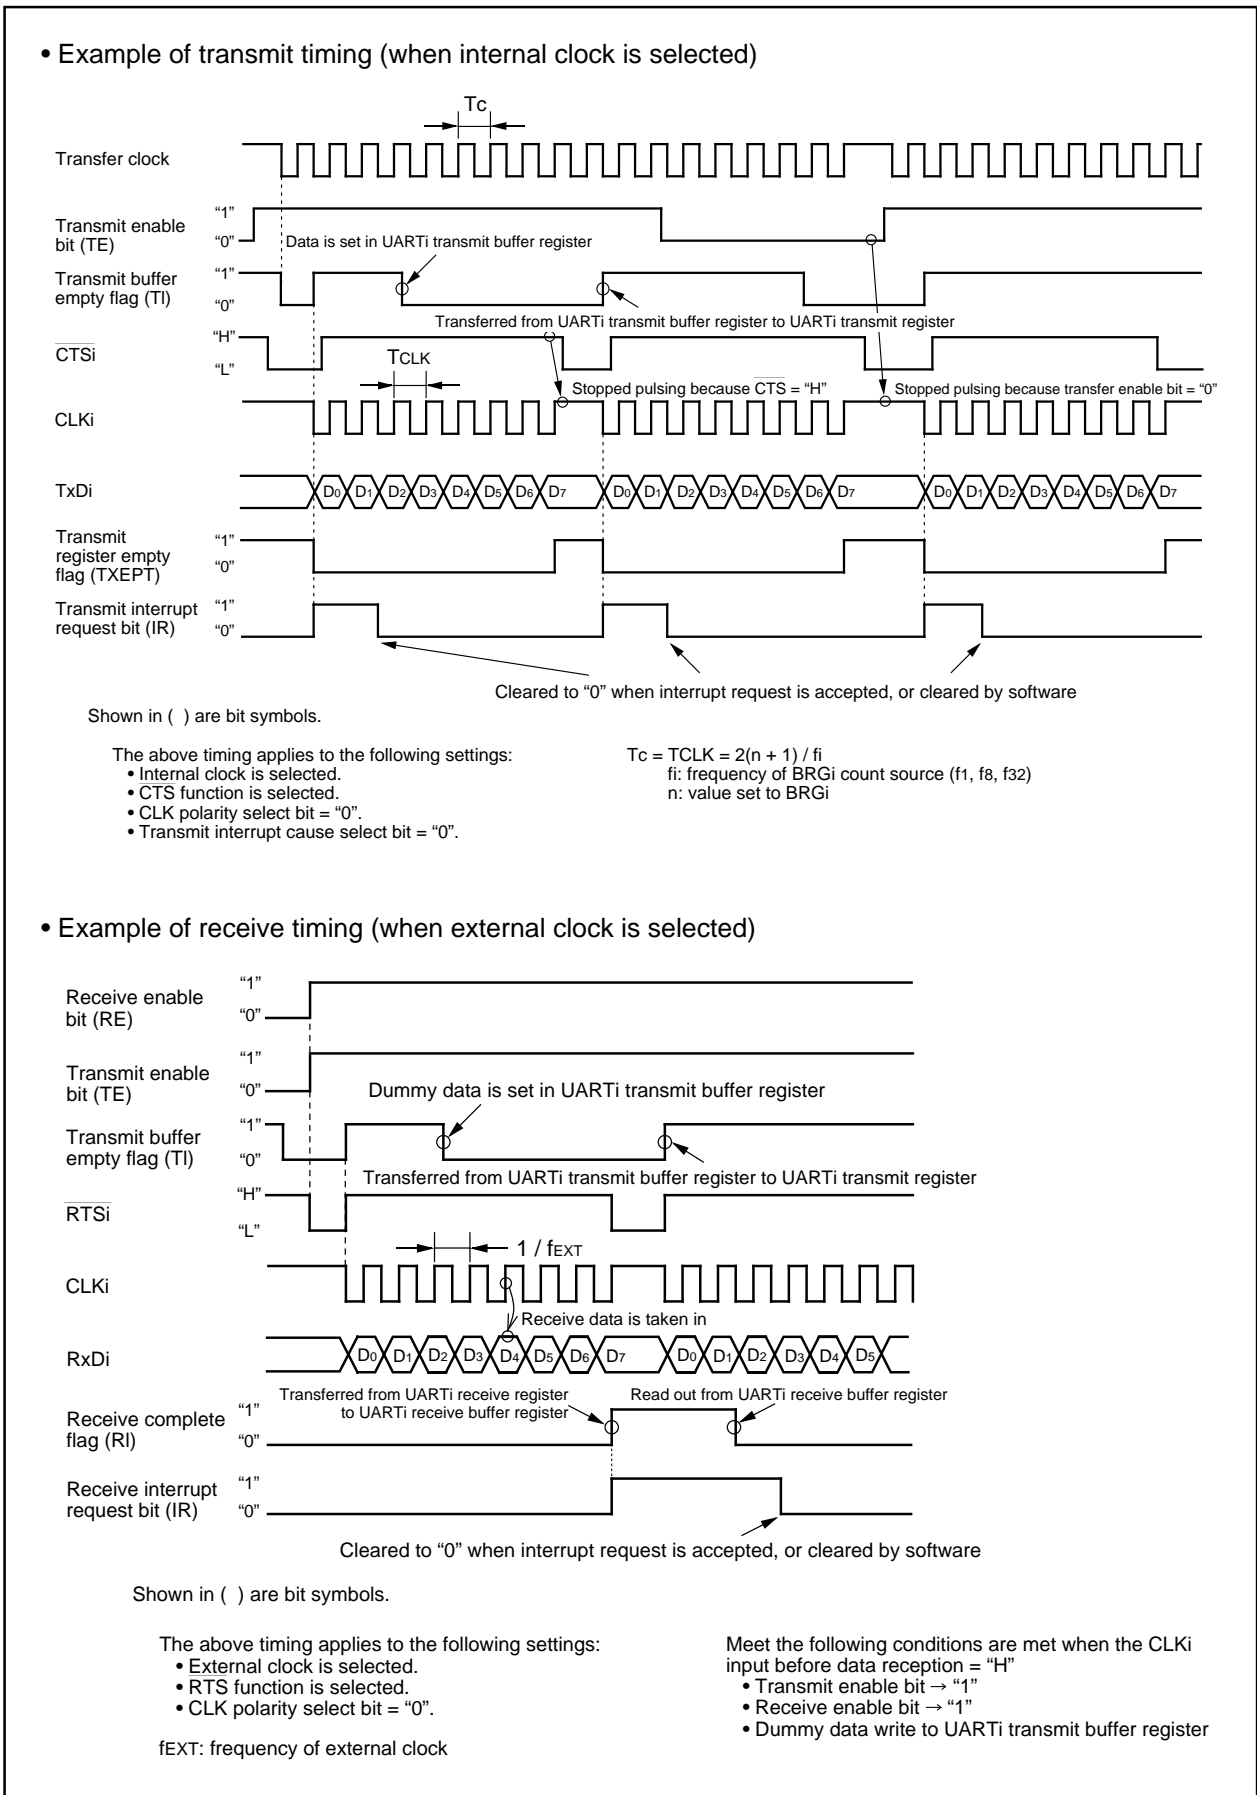 • Example of transmit timing (when internal clock is selected)
Tc
Transfer clock
Transmit enable
bit (TE)
“1”
“0”
Data is set in UARTi transmit buffer register
Transmit buffer
empty flag (TI)
“1”
“0”
Transferred from UARTi transmit buffer register to UARTi transmit register
CTSi
“H”
“L”
TCLK
Stopped pulsing because CTS = “H”
Stopped pulsing because transfer enable bit = “0”
CLKi
TxDi
D0 D1 D2 D3 D4 D5 D6 D7 D0 D1 D2 D3 D4 D5 D6 D7 D0 D1 D2 D3 D4 D5 D6 D7
Transmit
register empty
flag (TXEPT)
“1”
“0”
Transmit interrupt
request bit (IR)
“1”
“0”
Cleared to “0” when interrupt request is accepted, or cleared by software
Shown in ( ) are bit symbols.
The above timing applies to the following settings:
• Internal clock is selected.
• CTS function is selected.
• CLK polarity select bit = “0”.
• Transmit interrupt cause select bit = “0”.
Tc = TCLK = 2(n + 1) / fi
fi: frequency of BRGi count source (f1, f8, f32)
n: value set to BRGi
• Example of receive timing (when external clock is selected)
Receive enable
bit (RE)
“1”
“0”
Transmit enable
bit (TE)
“1”
“0”
Dummy data is set in UARTi transmit buffer register
Transmit buffer
empty flag (TI)
“1”
“0”
Transferred from UARTi transmit buffer register to UARTi transmit register
RTSi
“H”
“L”
1 / fEXT
CLKi
Receive data is taken in
RxDi
D0 D1 D2 D3 D4 D5 D6 D7 D0 D1 D2 D3 D4 D5
Transferred from UARTi receive register
to UARTi receive buffer register
Read out from UARTi receive buffer register
Receive complete
flag (RI)
“1”
“0”
Receive interrupt
request bit (IR)
“1”
“0”
Cleared to “0” when interrupt request is accepted, or cleared by software
Shown in ( ) are bit symbols.
The above timing applies to the following settings:
• External clock is selected.
• RTS function is selected.
• CLK polarity select bit = “0”.
fEXT: frequency of external clock
Meet the following conditions are met when the CLKi
input before data reception = “H”
• Transmit enable bit → “1”
• Receive enable bit → “1”
• Dummy data write to UARTi transmit buffer register